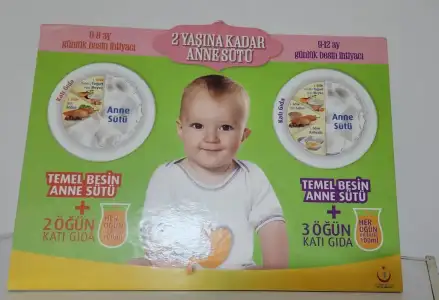 6-8 ay
günlük besin ihtiyacı
2 YAŞINA KADAR
ANNE SÜTÜ
9-12 ay
günlük besin ihtiyacı
Katı Gıda
Anne
Sütü
Katı Gıda
Anne
Sütü
TEMEL BESİN
ANNE SÜTÜ
+
2 ÖĞÜN
KATI GIDA
HER
ÖĞÜN
TEMEL BESİN
ANNE SÜTÜ
+
3 ÖĞÜN
KATI GIDA
HER
ÖĞÜN